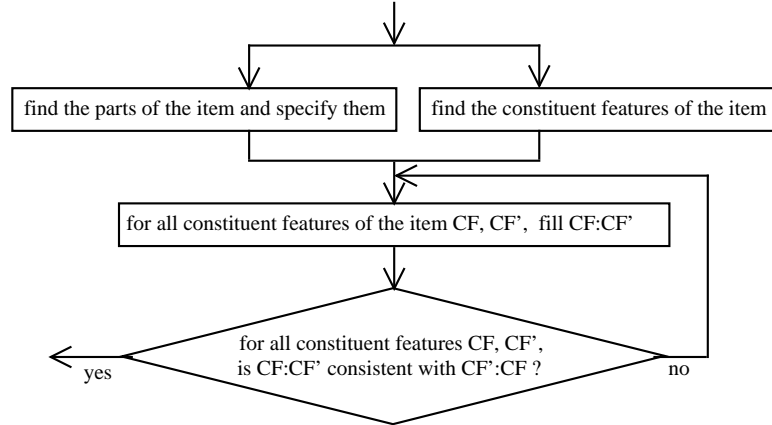 find the parts of the item and specify them
find the constituent features of the item
for all constituent features of the item CF, CF’, fill CF:CF’
for all constituent features CF, CF’,
is CF:CF’ consistent with CF’:CF ?
yes
no